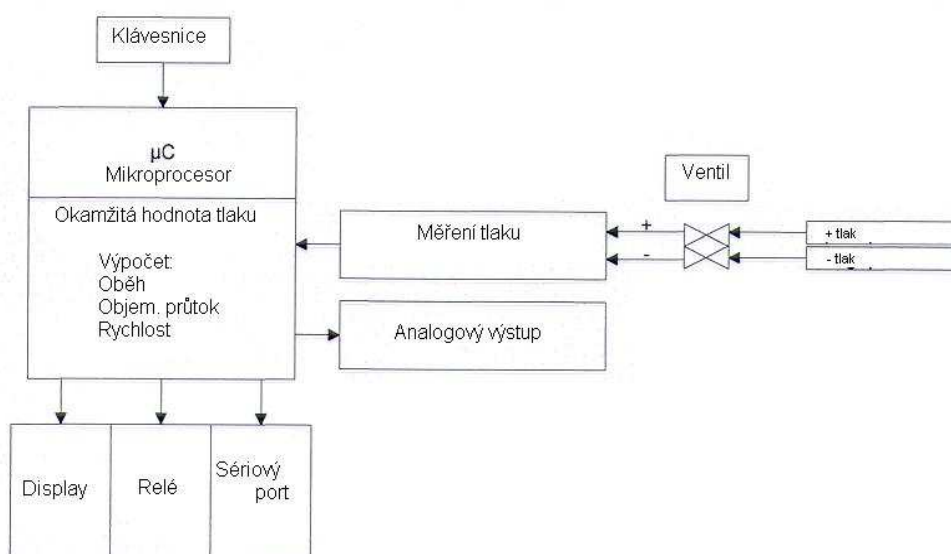 Klávesnice
µC
Mikroprocesor
Okamžitá hodnota tlaku
Výpočet:
Oběh
Objem. průtok
Rychlost
Měření tlaku
+
-
Ventil
+ tlak
- tlak
Analogový výstup
Display
Relé
Sériový
port